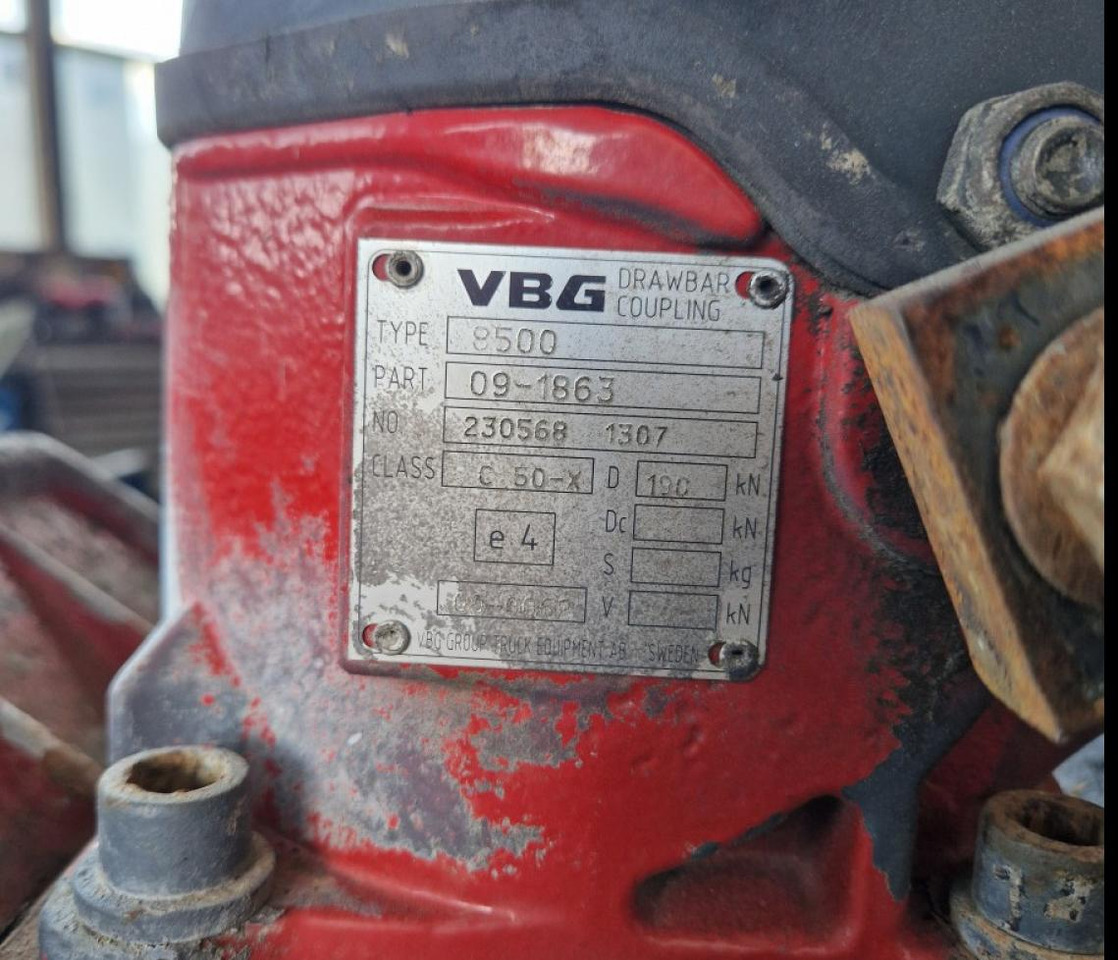 VBG DRAWBAR
COUPLING
TYPE 8500
PART 09-1863
NO 230568 1307
CLASS C 50-X D 190 kN
Dc kN
e 4
S kg
V kN
VBG GROUP TRUCK EQUIPMENT AB SWEDEN